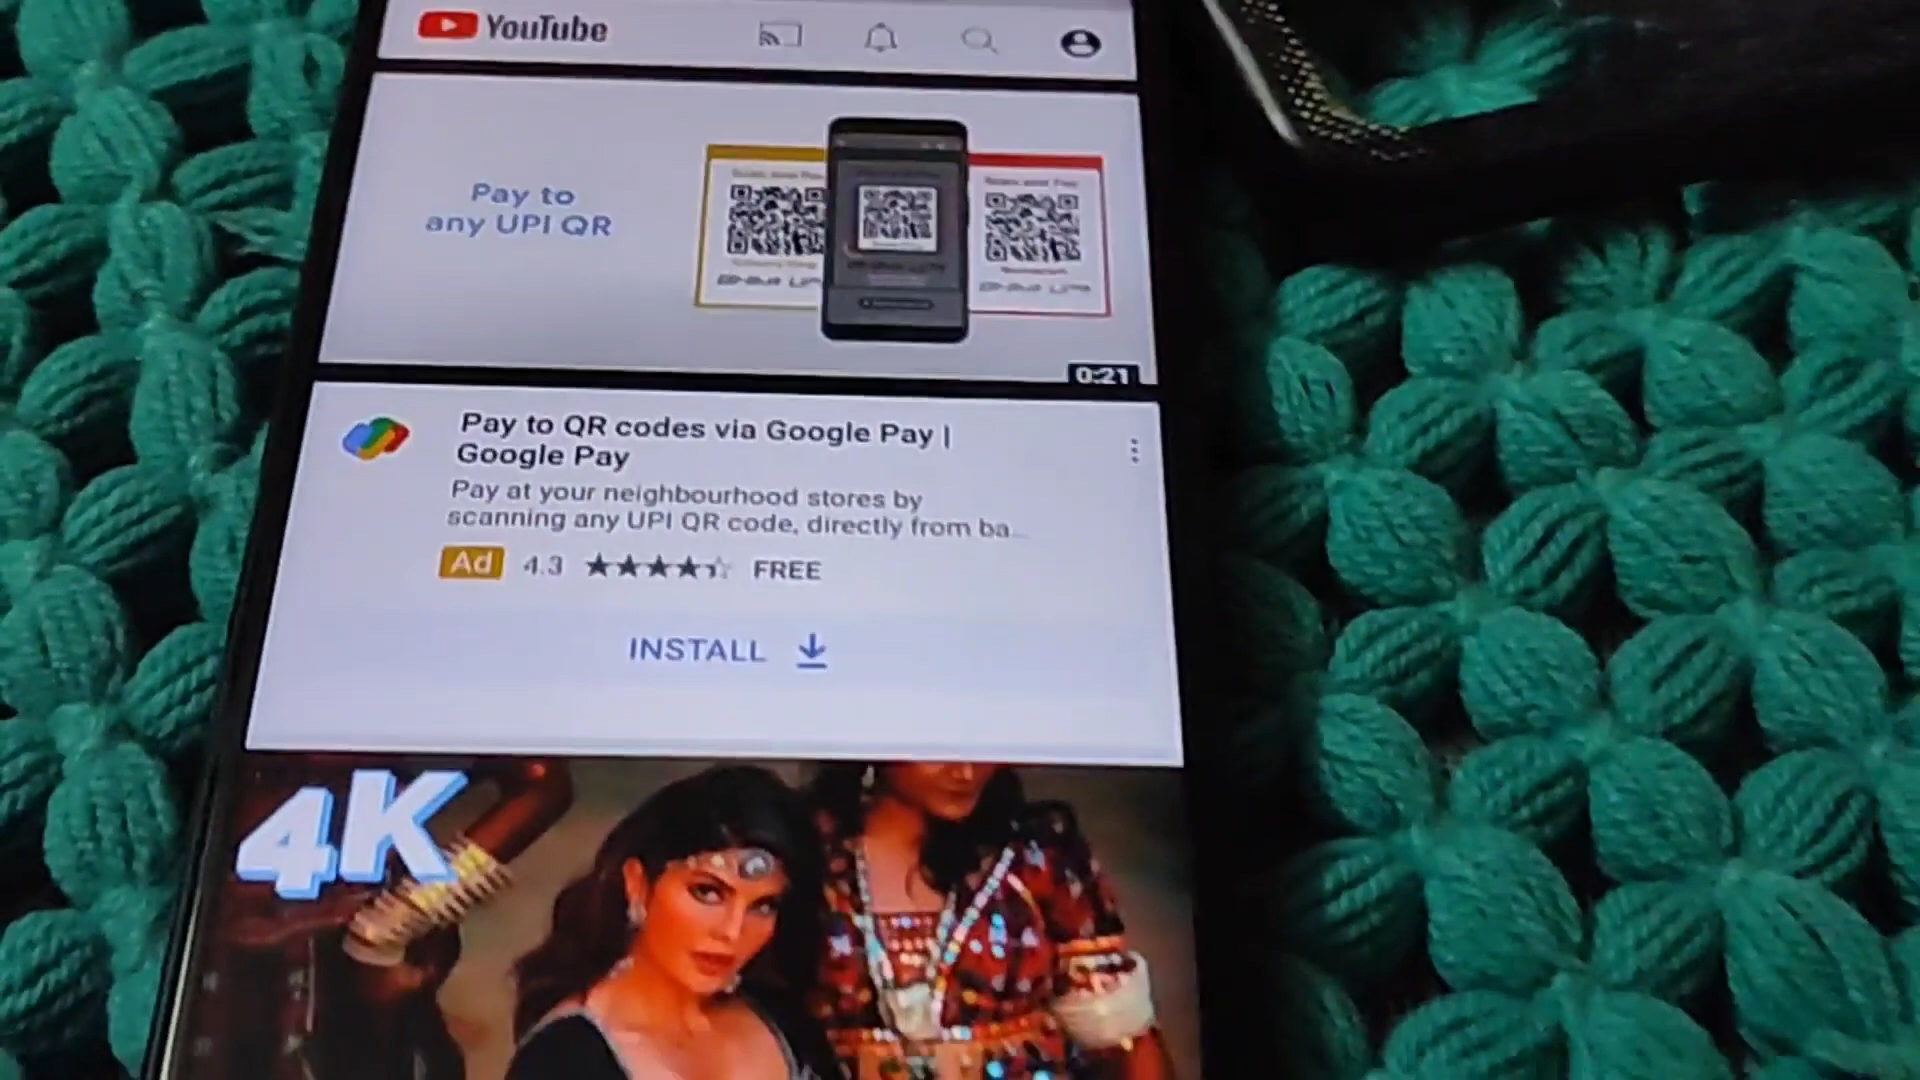 YouTube
Pay to
any UPI QR
0:21
Pay to QR codes via Google Pay |
Google Pay
Pay at your neighbourhood stores by
scanning any UPI QR code, directly from ba...
Ad 4.3 FREE
INSTALL
4K